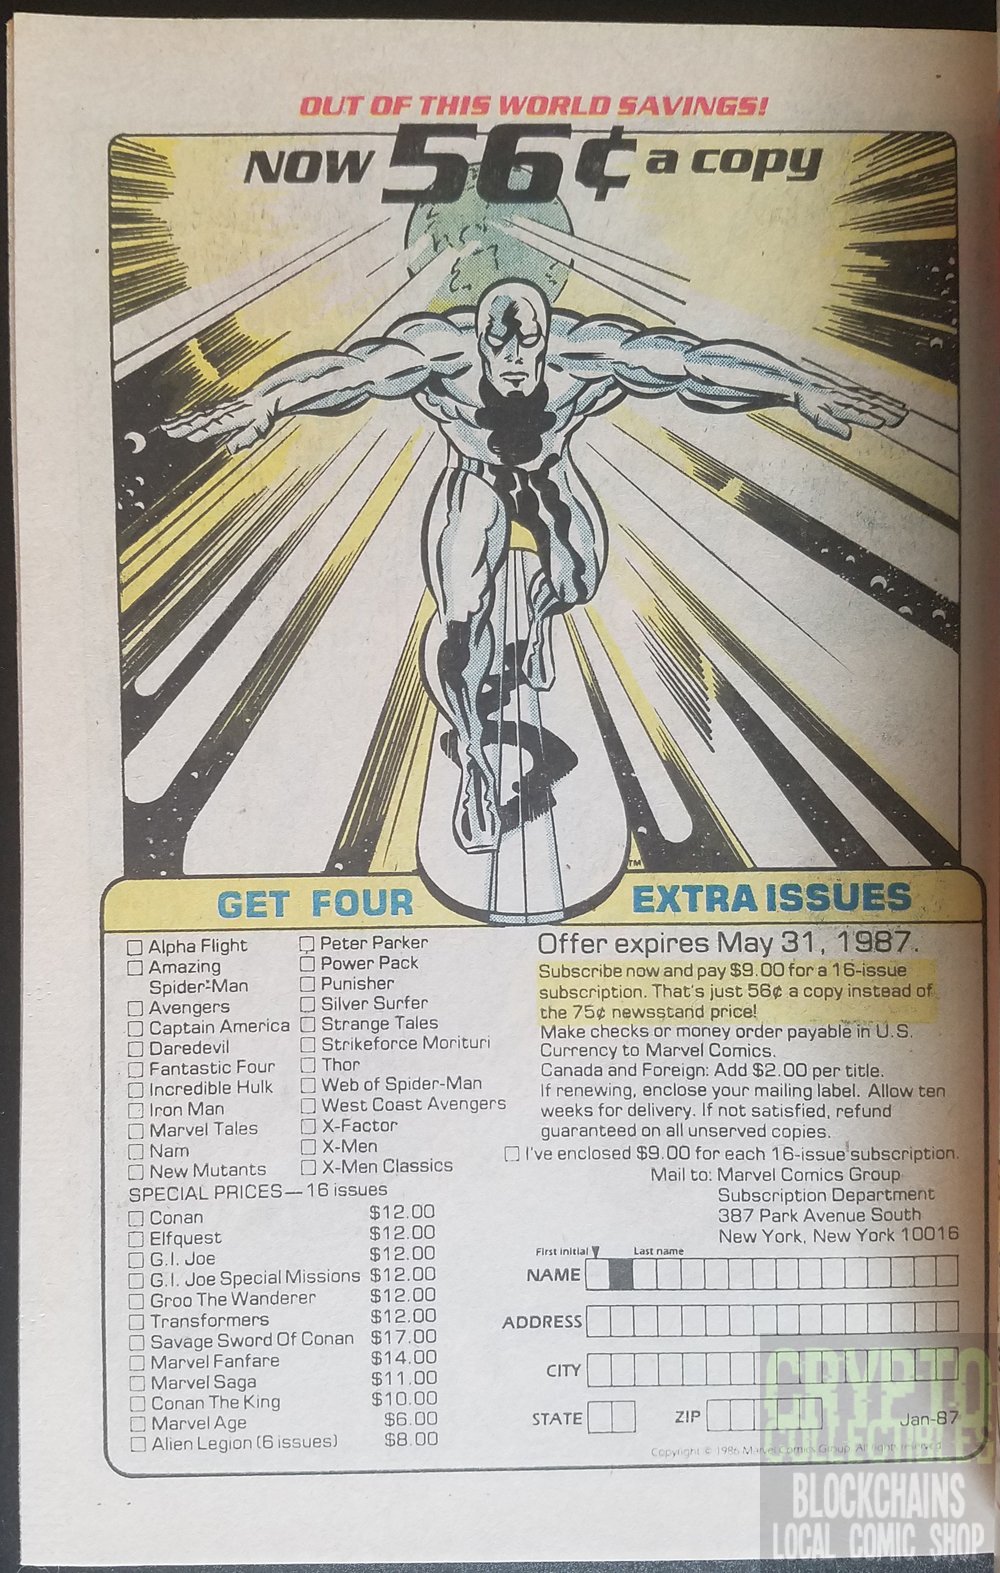 OUT OF THIS WORLD SAVINGS!
NOW 56¢ a copy
TM
GET FOUR EXTRA ISSUES
☐ Alpha Flight
☐ Amazing
Spider-Man
☐ Avengers
☐ Captain America
☐ Daredevil
☐ Fantastic Four
☐ Incredible Hulk
☐ Iron Man
☐ Marvel Tales
☐ Nam
☐ New Mutants
☐ Peter Parker
☐ Power Pack
☐ Punisher
☐ Silver Surfer
☐ Strange Tales
☐ Strikeforce Morituri
☐ Thor
☐ Web of Spider-Man
☐ West Coast Avengers
☐ X-Factor
☐ X-Men
☐ X-Men Classics
SPECIAL PRICES—16 issues
☐ Conan $12.00
☐ Elfquest $12.00
☐ G.I. Joe $12.00
☐ G.I. Joe Special Missions $12.00
☐ Groo The Wanderer $12.00
☐ Transformers $12.00
☐ Savage Sword Of Conan $17.00
☐ Marvel Fanfare $14.00
☐ Marvel Saga $11.00
☐ Conan The King $10.00
☐ Marvel Age $6.00
☐ Alien Legion (6 issues) $8.00
Offer expires May 31, 1987.
Subscribe now and pay $9.00 for a 16-issue
subscription. That's just 56¢ a copy instead of
the 75¢ newsstand price!
Make checks or money order payable in U.S.
Currency to Marvel Comics.
Canada and Foreign: Add $2.00 per title.
If renewing, enclose your mailing label. Allow ten
weeks for delivery. If not satisfied, refund
guaranteed on all unserved copies.
☐ I've enclosed $9.00 for each 16-issue subscription.
Mail to: Marvel Comics Group
Subscription Department
387 Park Avenue South
New York, New York 10016
First initial Last name
NAME
ADDRESS
CITY
STATE ZIP Jan-87
Copyright © 1986 Marvel Comics Group. All rights reserved
CRYPTO
COLLECTIBLES
BLOCKCHAINS
LOCAL COMIC SHOP